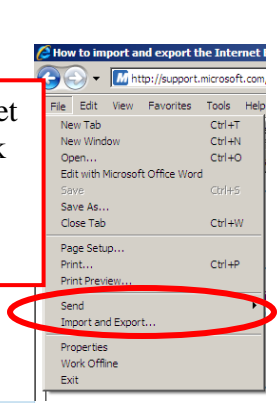 How to import and export the Internet
http://support.microsoft.com,
et
k
File Edit View Favorites Tools Help
New Tab Ctrl+T
New Window Ctrl+N
Open... Ctrl+O
Edit with Microsoft Office Word
Save Ctrl+S
Save As...
Close Tab Ctrl+W
Page Setup...
Print... Ctrl+P
Print Preview...
Send
Import and Export...
Properties
Work Offline
Exit